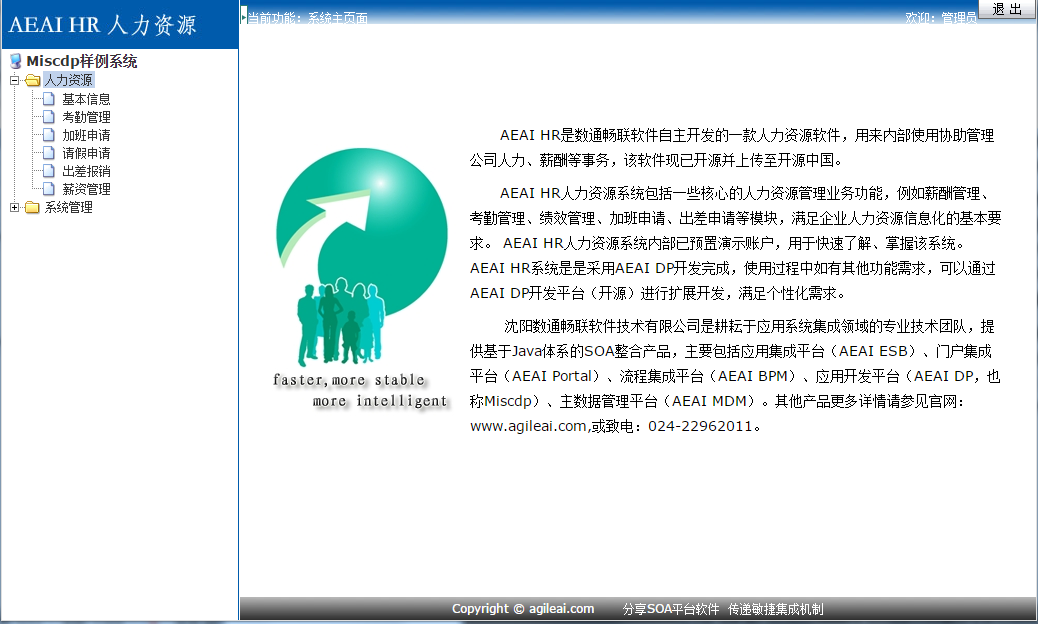 AEAI HR 人力资源
当前功能：系统主页面
欢迎：管理员
退 出
Miscdp样例系统
人力资源
基本信息
考勤管理
加班申请
请假申请
出差报销
薪资管理
系统管理
faster,more stable
more intelligent
AEAI HR是数通畅联软件自主开发的一款人力资源软件，用来内部使用协助管理
公司人力、薪酬等事务，该软件现已开源并上传至开源中国。
AEAI HR人力资源系统包括一些核心的人力资源管理业务功能，例如薪酬管理、
考勤管理、绩效管理、加班申请、出差申请等模块，满足企业人力资源信息化的基本要
求。 AEAI HR人力资源系统内部已预置演示账户，用于快速了解、掌握该系统。
AEAI HR系统是是采用AEAI DP开发完成，使用过程中如有其他功能需求，可以通过
AEAI DP开发平台（开源）进行扩展开发，满足个性化需求。
沈阳数通畅联软件技术有限公司是耕耘于应用系统集成领域的专业技术团队，提
供基于Java体系的SOA整合产品，主要包括应用集成平台（AEAI ESB）、门户集成
平台（AEAI Portal）、流程集成平台（AEAI BPM）、应用开发平台（AEAI DP，也
称Miscdp）、主数据管理平台（AEAI MDM）。其他产品更多详情请参见官网：
www.agileai.com,或致电：024-22962011。
Copyright © agileai.com 分享SOA平台软件 传递敏捷集成机制